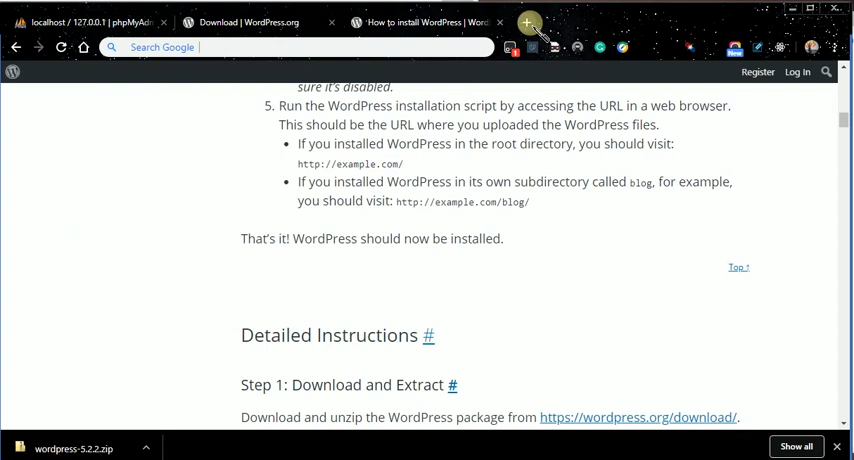 localhost / 127.0.0.1 | phpMyAdm
Download | WordPress.org
How to install WordPress | Word
Search Google
1
New
Register
Log In
sure it's disabled.
5. Run the WordPress installation script by accessing the URL in a web browser.
This should be the URL where you uploaded the WordPress files.
• If you installed WordPress in the root directory, you should visit:
http://example.com/
• If you installed WordPress in its own subdirectory called blog, for example,
you should visit: http://example.com/blog/
That's it! WordPress should now be installed.
Top ↑
Detailed Instructions #
Step 1: Download and Extract #
Download and unzip the WordPress package from https://wordpress.org/download/.
wordpress-5.2.2.zip
Show all